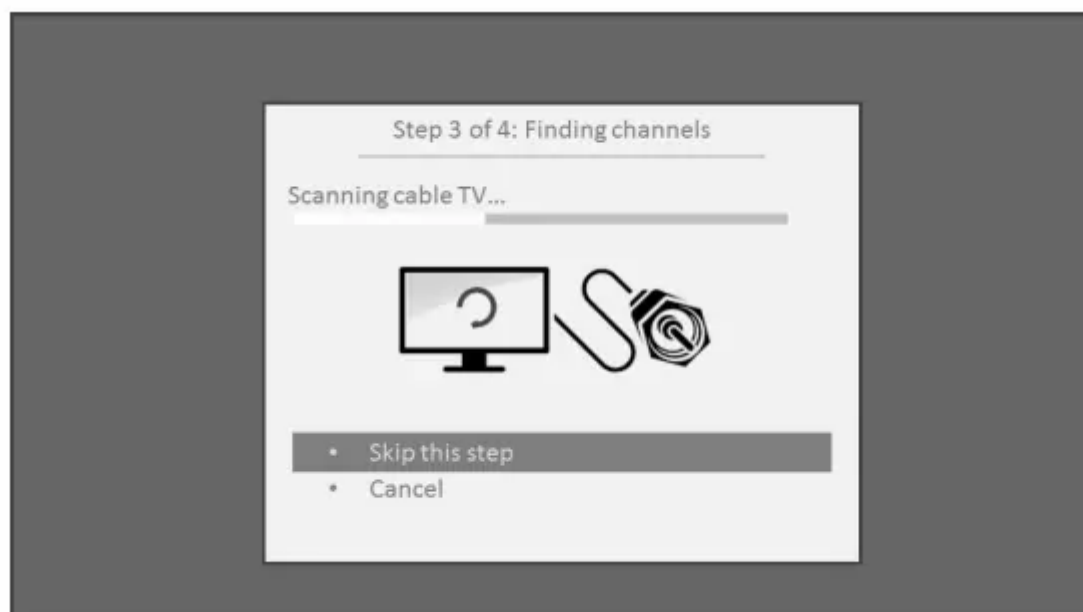 Step 3 of 4: Finding channels
Scanning cable TV...
• Skip this step
• Cancel